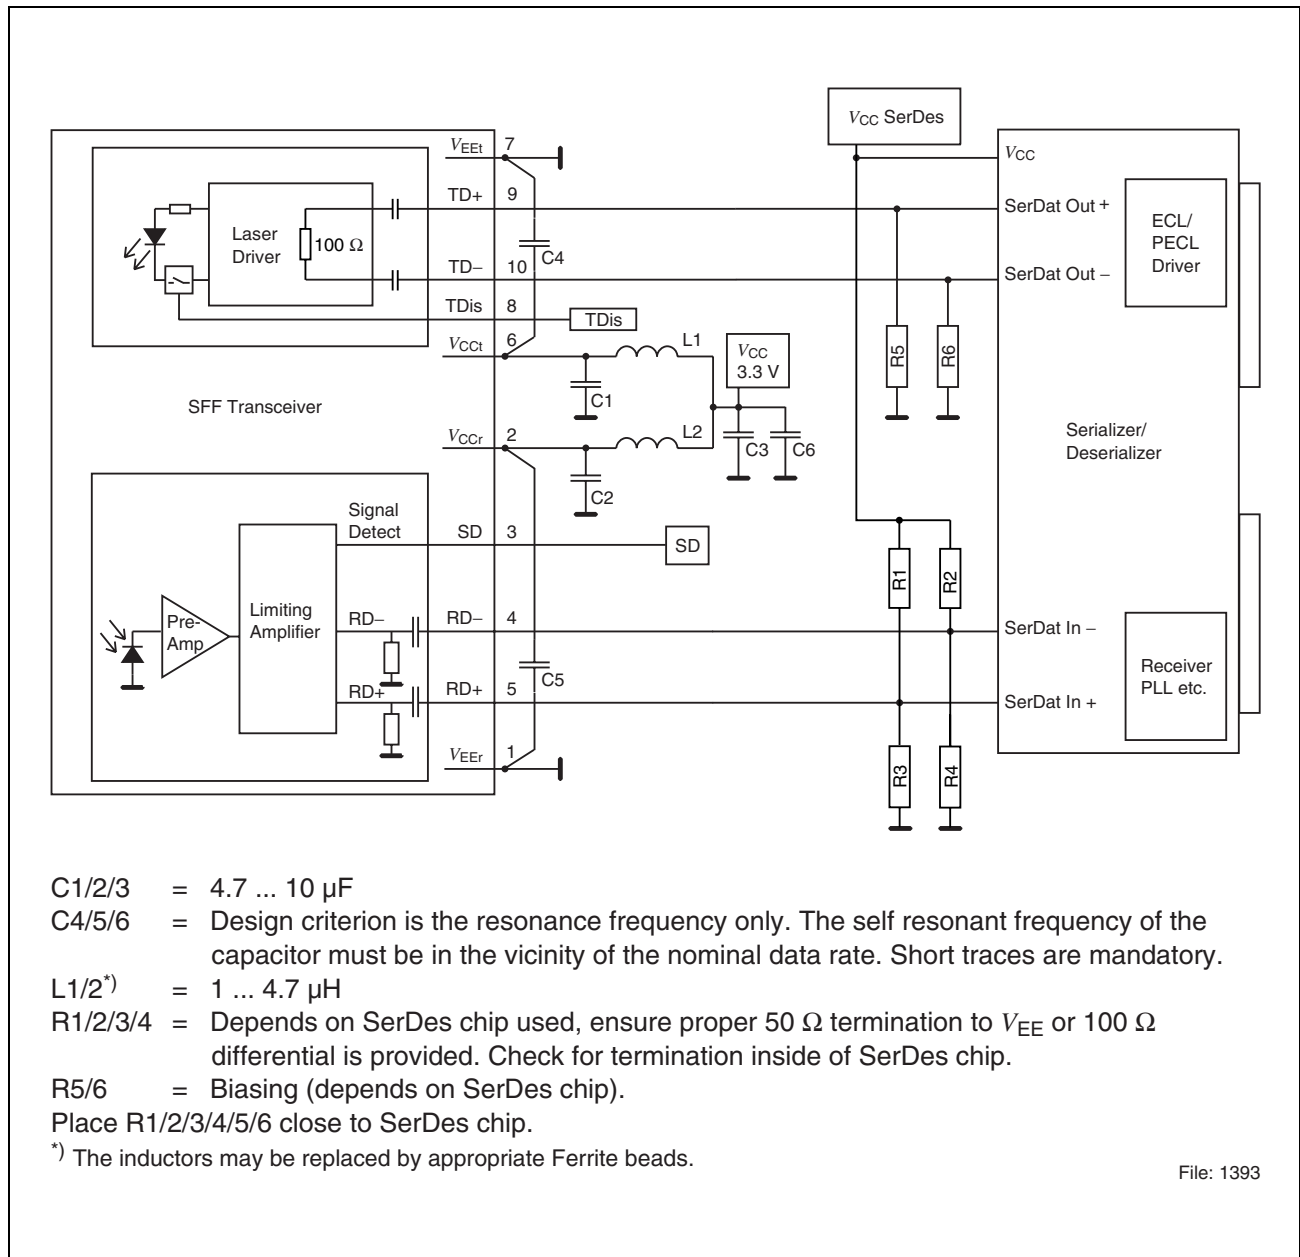 VCC SerDes
VEEt 7
VCC
TD+ 9
SerDat Out +
Laser
Driver
100 Ω
ECL/
PECL
Driver
C4
TD− 10
SerDat Out −
TDis 8
TDis
VCCt 6
L1
VCC
3.3 V
R5
R6
C1
SFF Transceiver
VCCr 2
L2
C3
C6
Serializer/
Deserializer
C2
Signal
Detect
SD 3
SD
R1
R2
Pre-
Amp
Limiting
Amplifier
RD−
RD− 4
SerDat In −
C5
Receiver
PLL etc.
RD+
RD+ 5
SerDat In +
VEEr 1
R3
R4
C1/2/3 = 4.7 ... 10 µF
C4/5/6 = Design criterion is the resonance frequency only. The self resonant frequency of the
capacitor must be in the vicinity of the nominal data rate. Short traces are mandatory.
L1/2*) = 1 ... 4.7 µH
R1/2/3/4 = Depends on SerDes chip used, ensure proper 50 Ω termination to VEE or 100 Ω
differential is provided. Check for termination inside of SerDes chip.
R5/6 = Biasing (depends on SerDes chip).
Place R1/2/3/4/5/6 close to SerDes chip.
*) The inductors may be replaced by appropriate Ferrite beads.
File: 1393